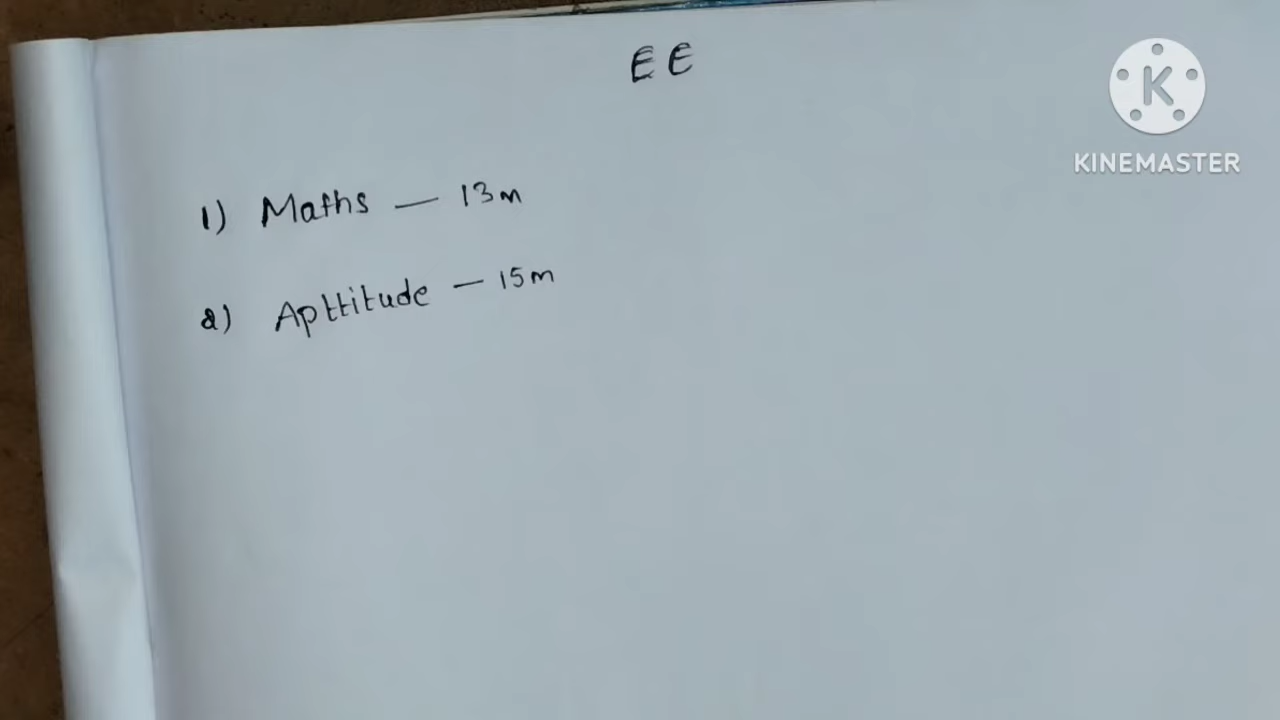 EE
K
KINEMASTER
1) Maths — 13m
2) Apttitude — 15m